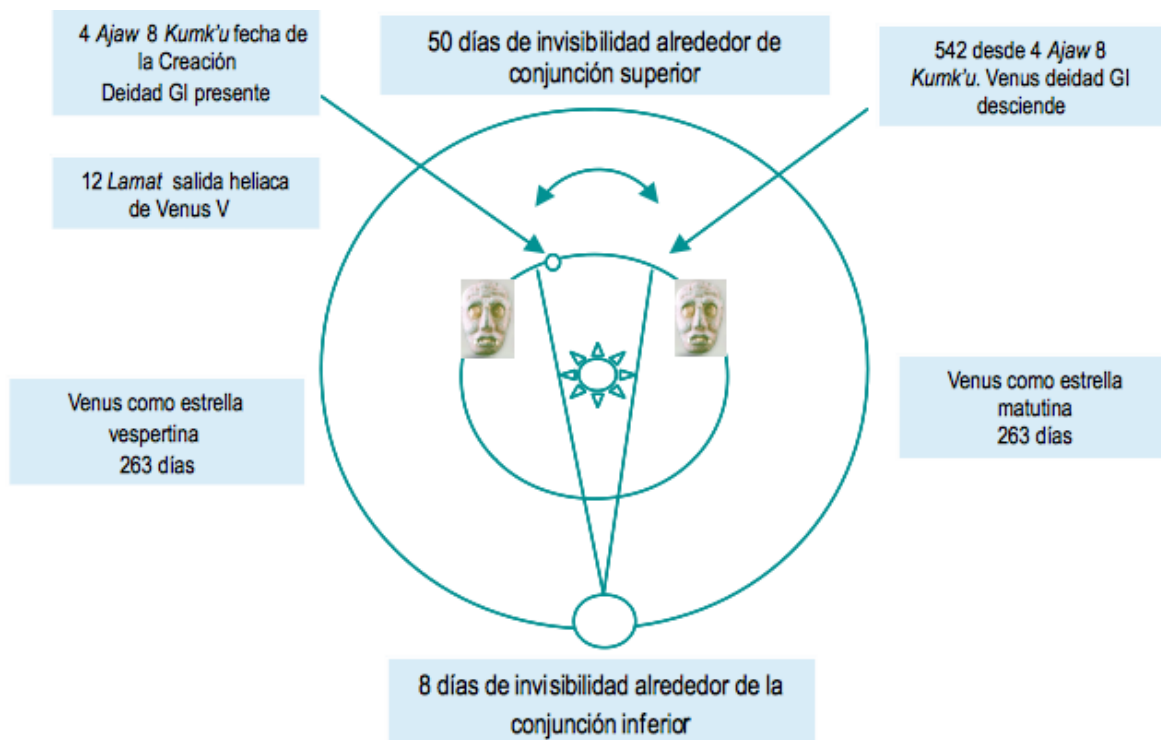 4 Ajaw 8 Kumk'u fecha de
la Creación
Deidad GI presente
50 días de invisibilidad alrededor de
conjunción superior
542 desde 4 Ajaw 8
Kumk'u. Venus deidad GI
desciende
12 Lamat salida heliaca
de Venus V
Venus como estrella
vespertina
263 días
Venus como estrella
matutina
263 días
8 días de invisibilidad alrededor de la
conjunción inferior